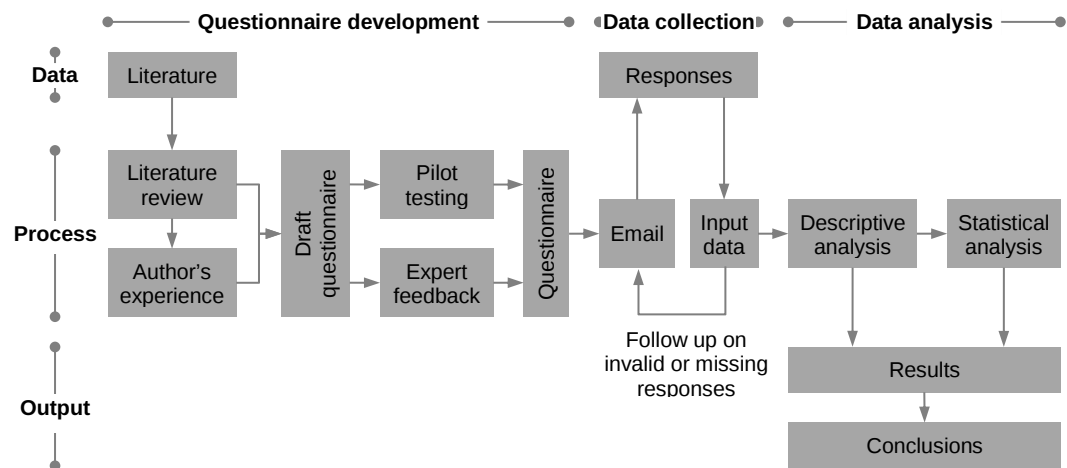 Questionnaire development
Data collection
Data analysis
Data
Literature
Responses
Process
Literature
review
Author's
experience
Draft
questionnaire
Pilot
testing
Expert
feedback
Questionnaire
Email
Input
data
Descriptive
analysis
Statistical
analysis
Follow up on
invalid or missing
responses
Output
Results
Conclusions